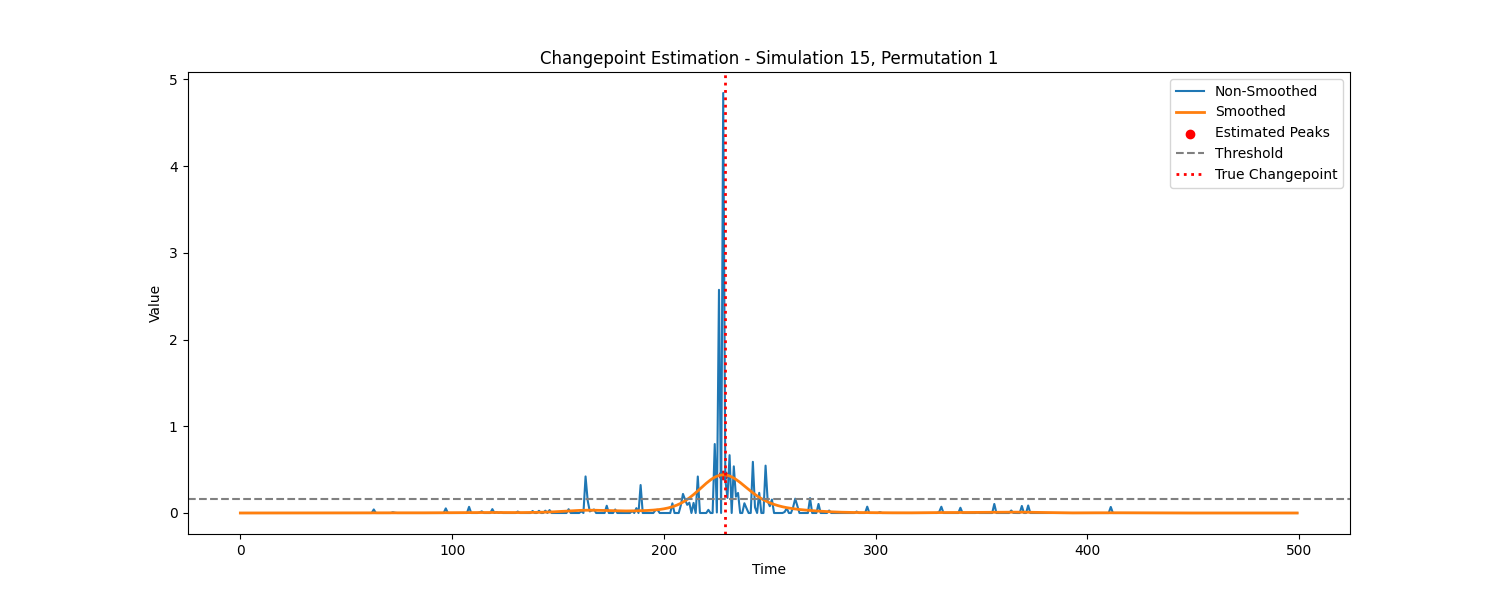 Changepoint Estimation - Simulation 15, Permutation 1
Non-Smoothed
Smoothed
Estimated Peaks
Threshold
True Changepoint
Value
5
4
3
2
1
0
0 100 200 300 400 500
Time